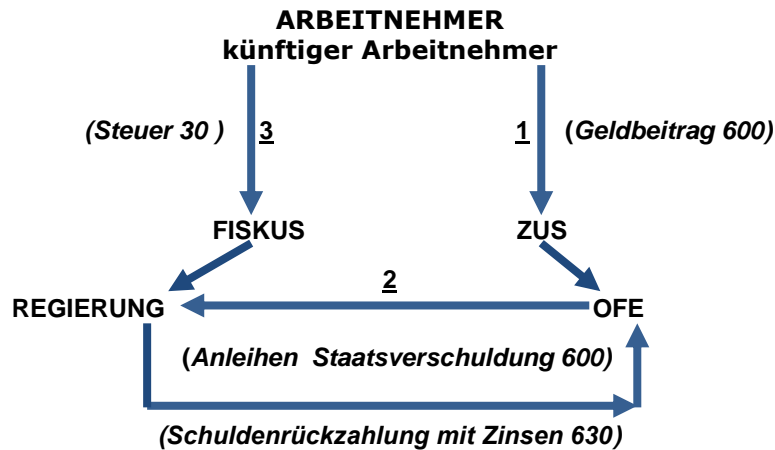 ARBEITNEHMER
künftiger Arbeitnehmer
(Steuer 30 ) 3 1 (Geldbeitrag 600)
FISKUS ZUS
2
REGIERUNG OFE
(Anleihen Staatsverschuldung 600)
(Schuldenrückzahlung mit Zinsen 630)